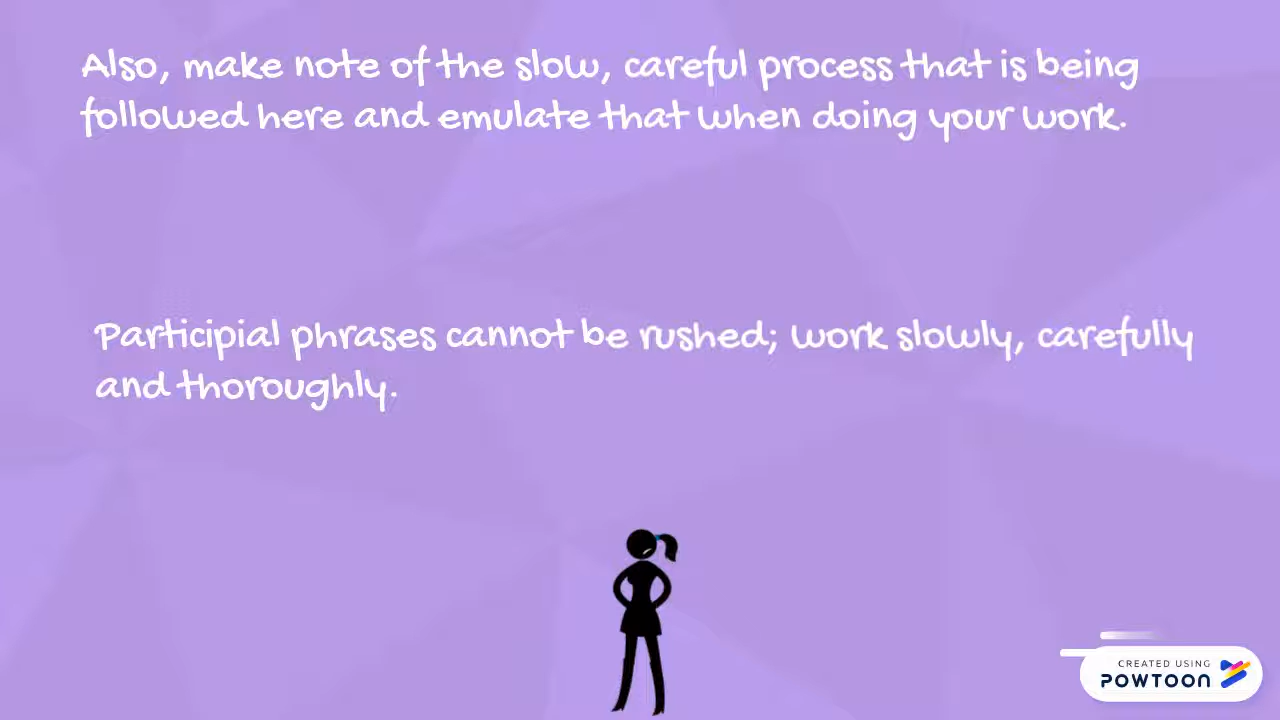 Also, make note of the slow, careful process that is being
followed here and emulate that when doing your work.
Participial phrases cannot be rushed; work slowly, carefully
and thoroughly.
CREATED USING
POWTOON